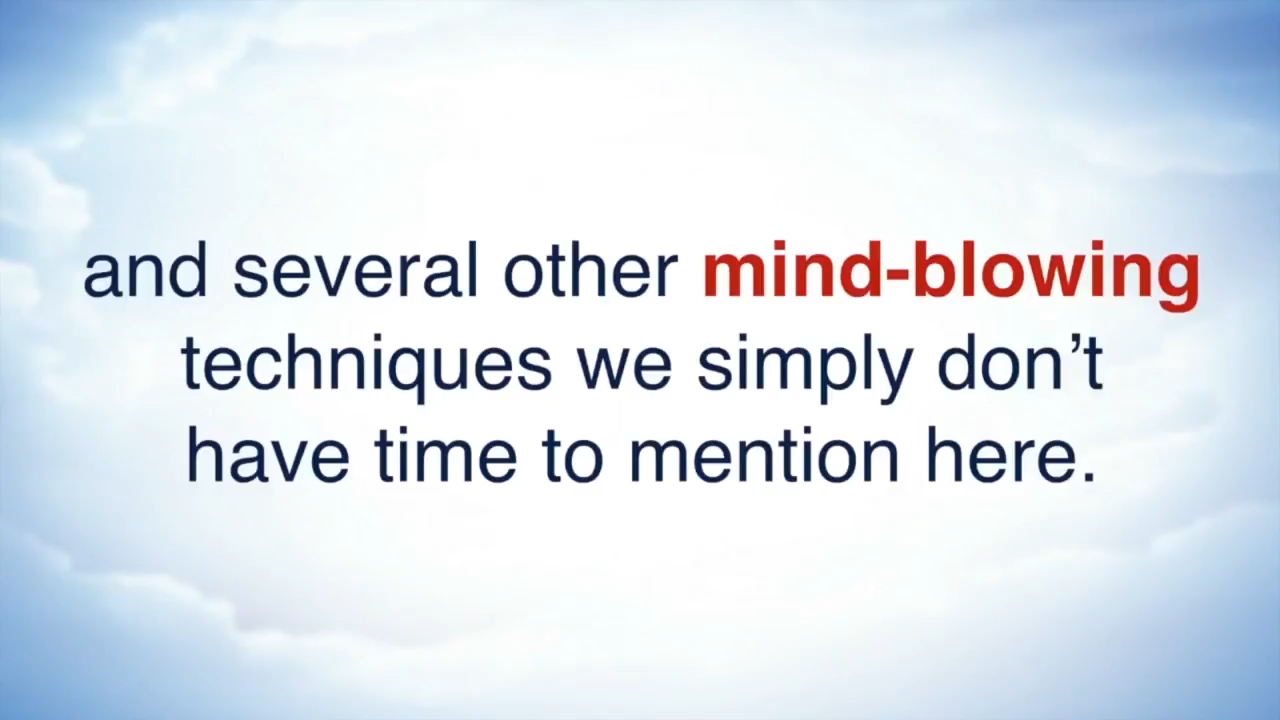 and several other mind-blowing
techniques we simply don’t
have time to mention here.